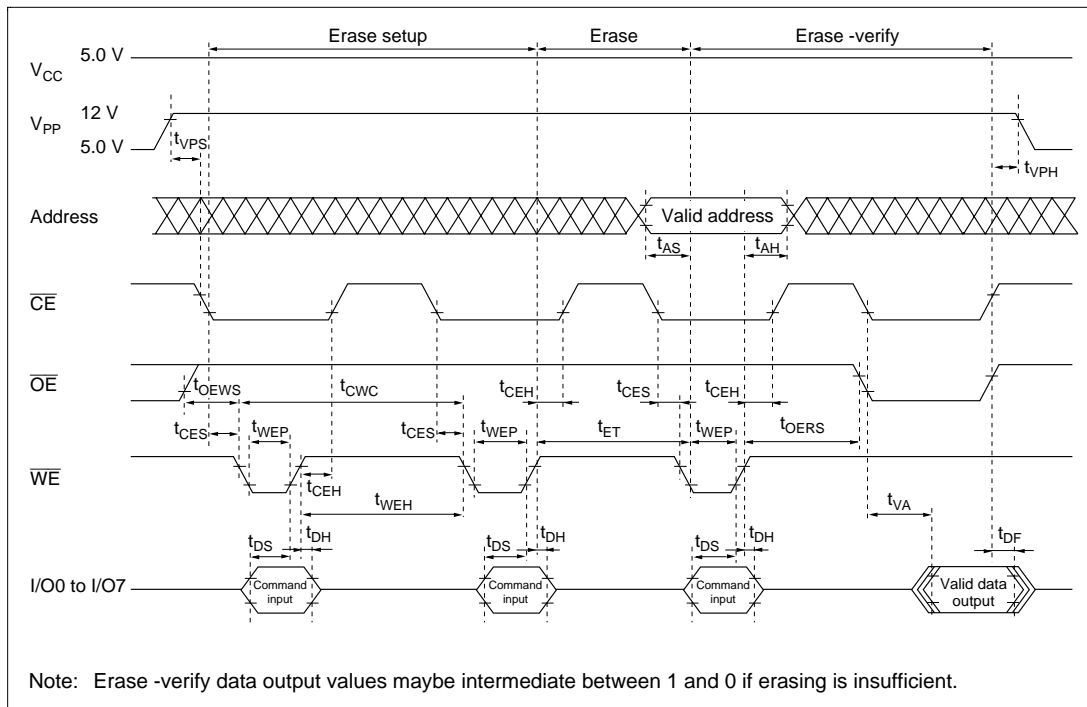 Erase setup Erase Erase -verify
5.0 V
VCC
12 V
VPP
5.0 V
tVPS
tVPH
Address
Valid address
tAS tAH
CE
OE
tOEWS tCWC tCEH tCES tCEH
tCES tWEP tCES tWEP tET tWEP tOERS
WE
tCEH
tWEH tVA
tDS tDH tDS tDH tDS tDH tDF
I/O0 to I/O7
Command input
Command input
Command input
Valid data output
Note: Erase -verify data output values maybe intermediate between 1 and 0 if erasing is insufficient.